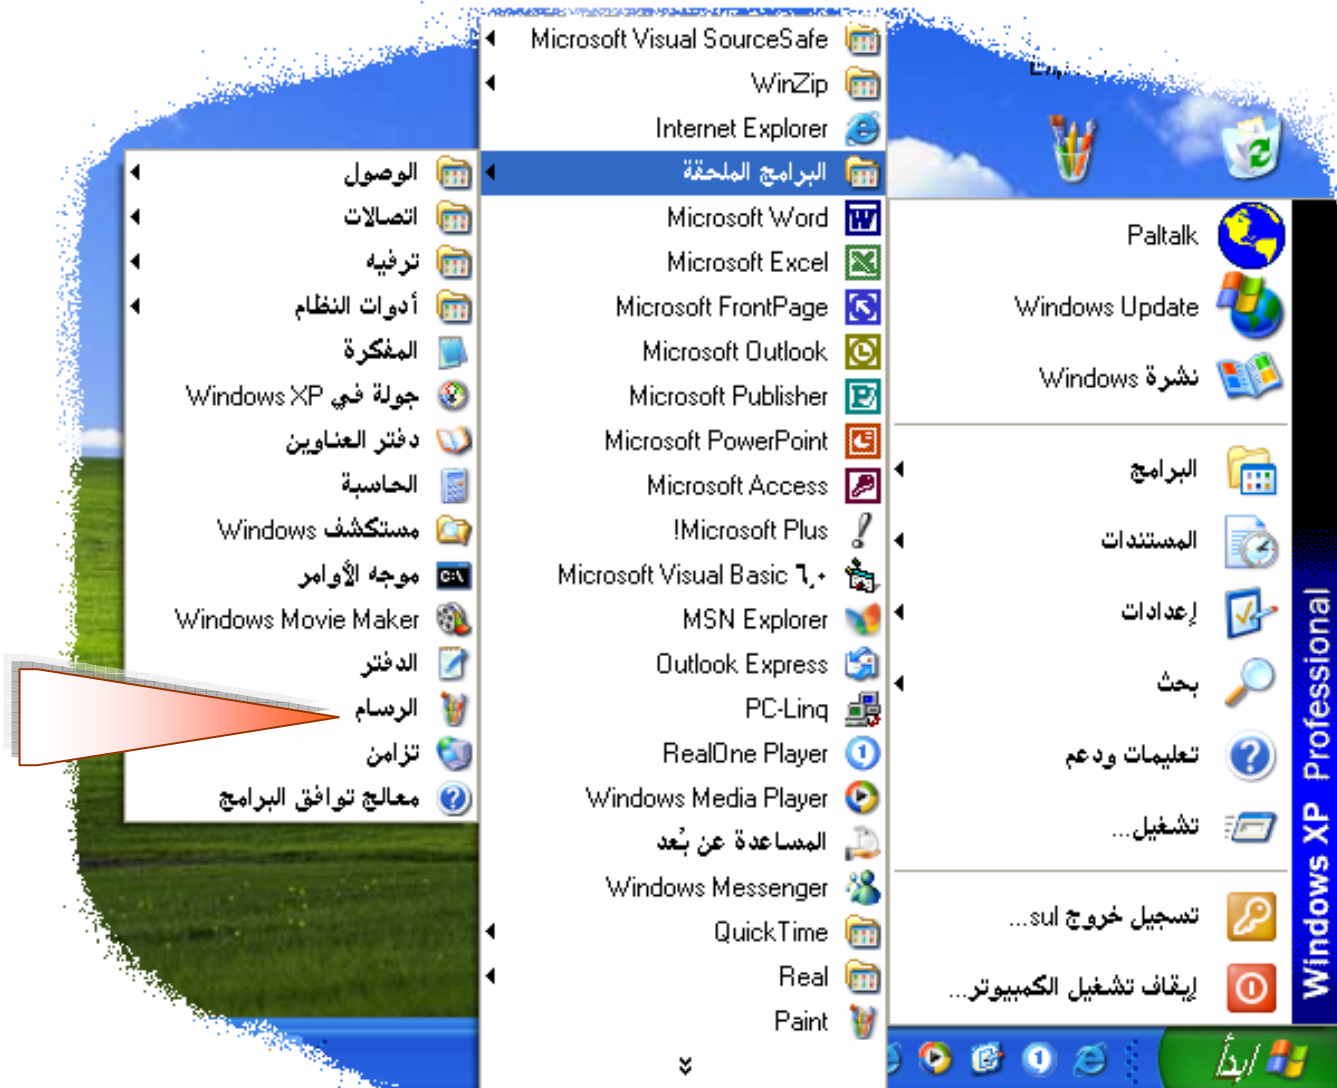 Microsoft Visual SourceSafe
WinZip
Internet Explorer
البرامج الملحقة
Microsoft Word
Microsoft Excel
Microsoft FrontPage
Microsoft Outlook
Microsoft Publisher
Microsoft PowerPoint
Microsoft Access
!Microsoft Plus
Microsoft Visual Basic ٦,٠
MSN Explorer
Outlook Express
PC-Linq
RealOne Player
Windows Media Player
المساعدة عن بُعد
Windows Messenger
QuickTime
Real
Paint
الوصول
اتصالات
ترفيه
أدوات النظام
المفكرة
جولة في Windows XP
دفتر العناوين
الحاسبة
مستكشف Windows
موجه الأوامر
Windows Movie Maker
الدفتر
الرسام
تزامن
معالج توافق البرامج
Paltalk
Windows Update
نشرة Windows
البرامج
المستندات
إعدادات
بحث
تعليمات ودعم
تشغيل...
تسجيل خروج sul...
إيقاف تشغيل الكمبيوتر...
Windows XP Professional
ابدأ